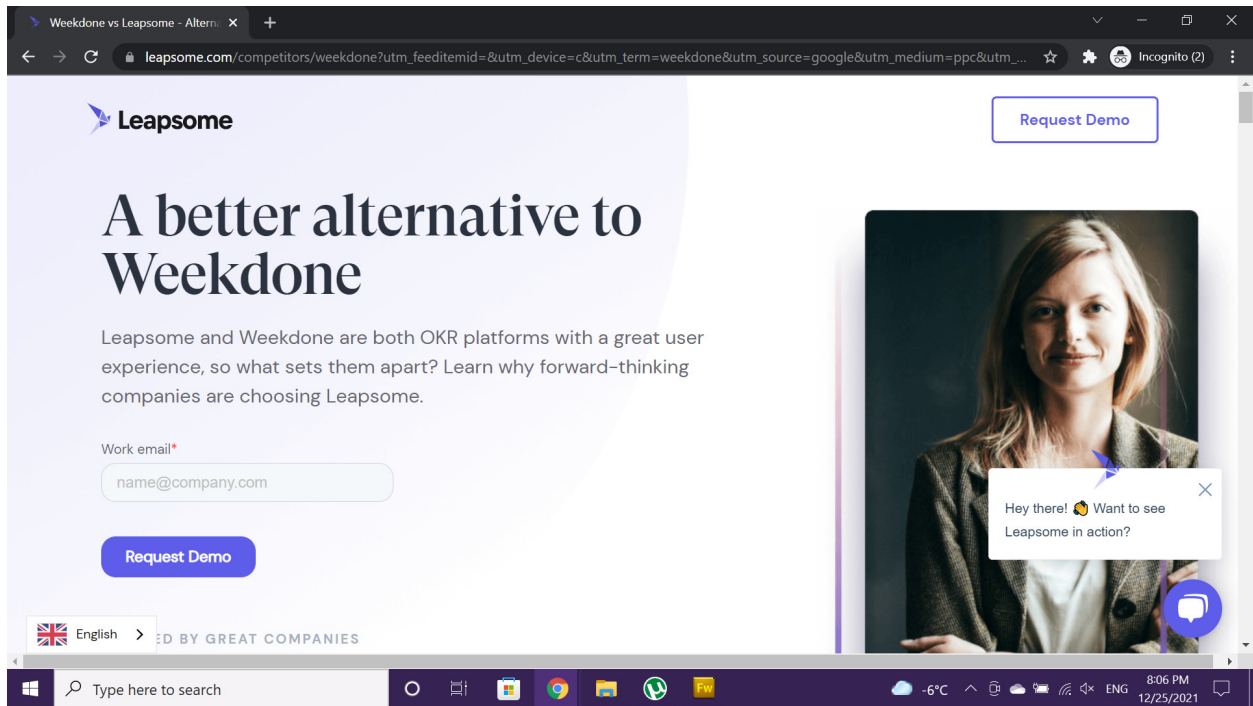 Weekdone vs Leapsome - Altern
leapsome.com/competitors/weekdone?utm_feeditemid=&utm_device=c&utm_term=weekdone&utm_source=google&utm_medium=ppc&utm_...
Incognito (2)
Leapsome
Request Demo
A better alternative to
Weekdone
Leapsome and Weekdone are both OKR platforms with a great user
experience, so what sets them apart? Learn why forward-thinking
companies are choosing Leapsome.
Work email*
name@company.com
Request Demo
Hey there! 👋 Want to see
Leapsome in action?
English
ED BY GREAT COMPANIES
Type here to search
Fw
-6°C
ENG
8:06 PM
12/25/2021